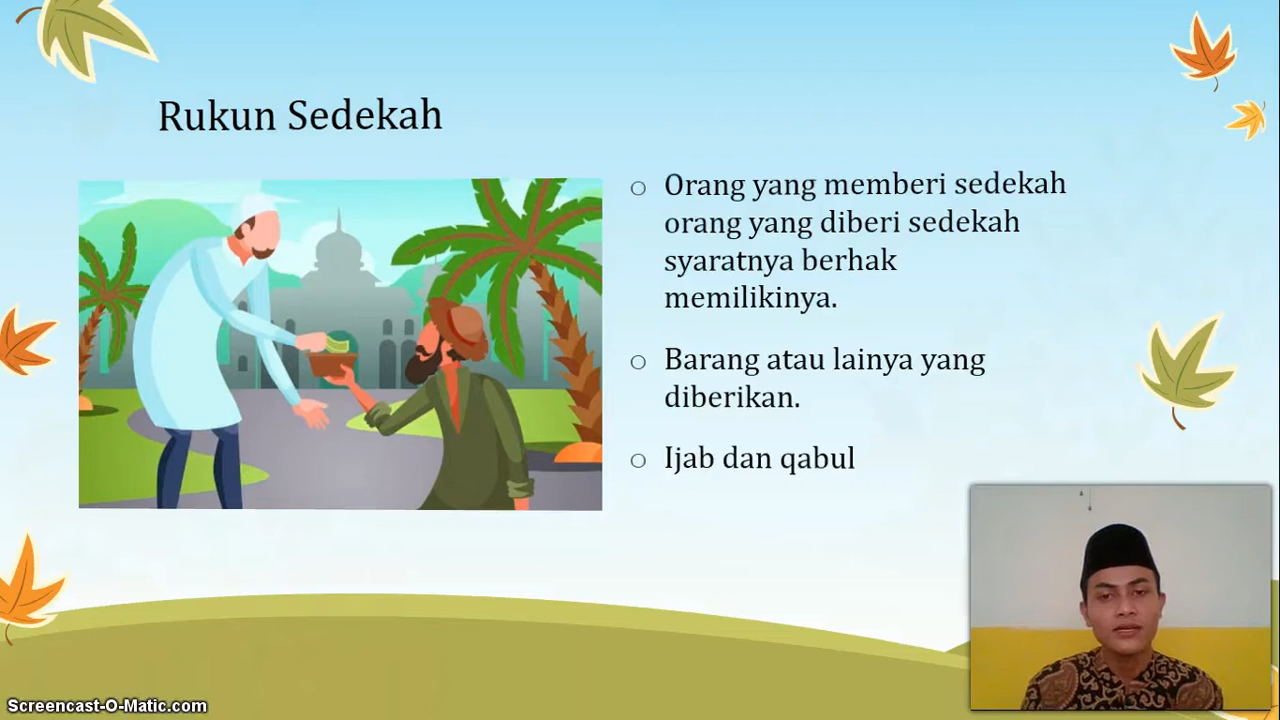 Rukun Sedekah
Orang yang memberi sedekah
orang yang diberi sedekah
syaratnya berhak
memilikinya.
Barang atau lainya yang
diberikan.
Ijab dan qabul
Screencast-O-Matic.com